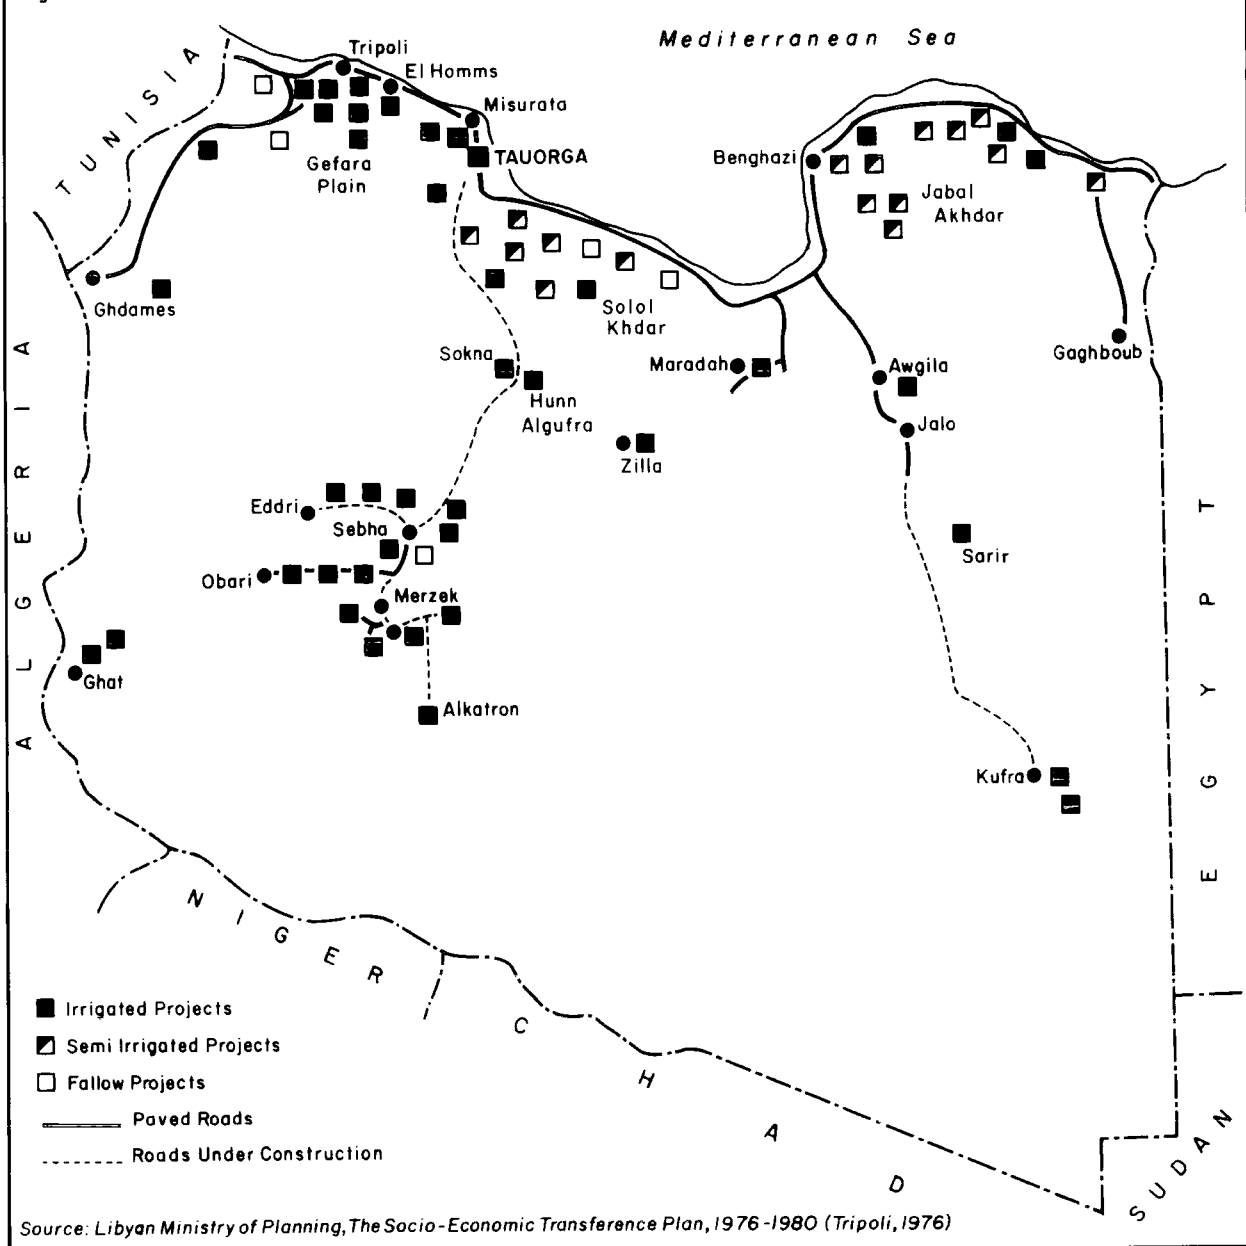 Mediterranean Sea
TUNISIA
Tripoli
El Homms
Misurata
TAUORGA
Gefara
Plain
Benghazi
Jabal
Akhdar
Ghdames
Solol
Khdar
Gaghboub
Sokna
Maradah
Awgila
Hunn
Algufra
Jalo
Zilla
ALGERIA
EGYPT
Eddri
Sebha
Sarir
Obari
Merzek
Ghat
Alkatron
Kufra
NIGER
CHAD
SUDAN
Irrigated Projects
Semi Irrigated Projects
Fallow Projects
Paved Roads
Roads Under Construction
Source: Libyan Ministry of Planning, The Socio-Economic Transference Plan, 1976-1980 (Tripoli, 1976)